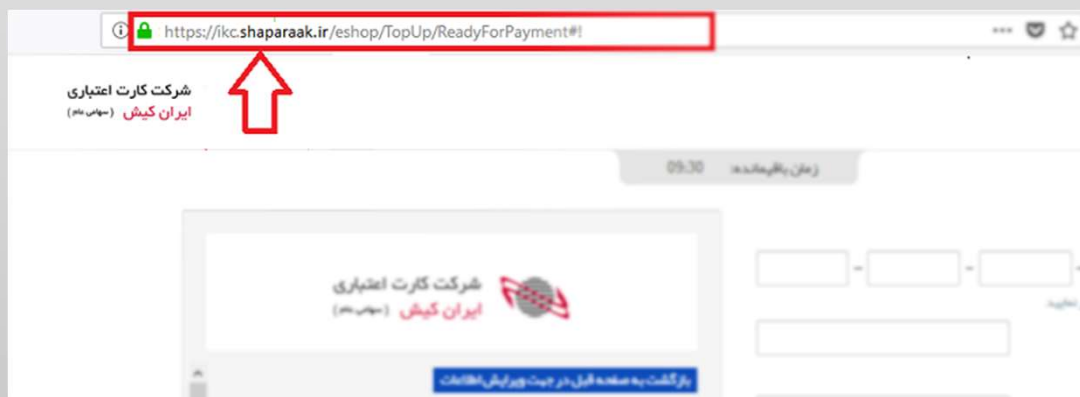 https://ikc.shaparaak.ir/eshop/TopUp/ReadyForPayment#!
شرکت کارت اعتباری
ایران کیش (سهامی عام)
زمان باقیمانده: 09:30
شرکت کارت اعتباری
ایران کیش (سهامی عام)
نمایید
بازگشت به صفحه قبل در جهت ویرایش اطلاعات